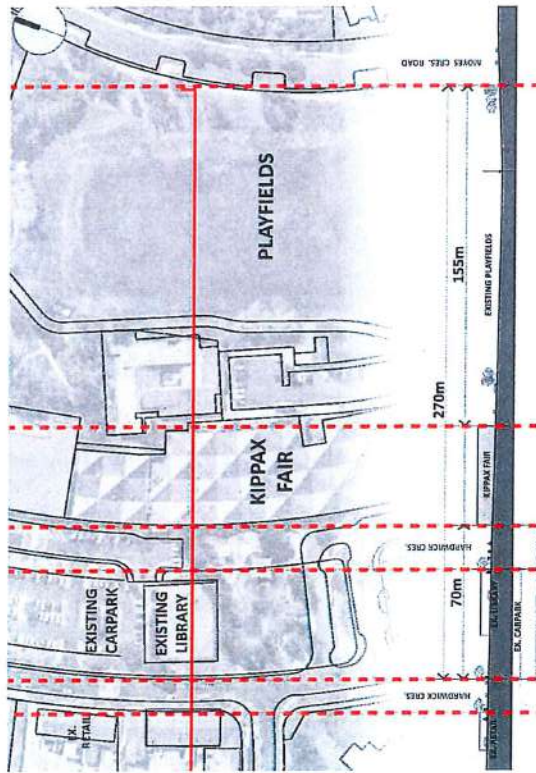 MOYES CRES. ROAD
PLAYFIELDS
155m
270m
EXISTING PLAYFIELDS
KIPPAX
FAIR
KIPPAX FAIR
HARDWICK CRES.
EXISTING
CARPARK
EXISTING
LIBRARY
70m
EX. LIBRARY
EX. CARPARK
HARDWICK CRES.
EX.
RETAIL
EX. RETAIL